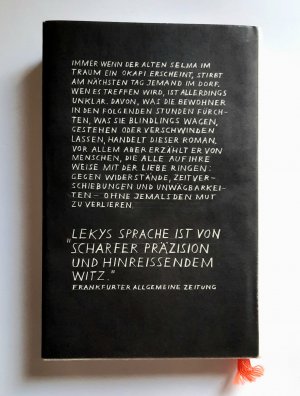 IMMER WENN DER ALTEN SELMA IM
TRAUM EIN OKAPI ERSCHEINT, STIRBT
AM NÄCHSTEN TAG JEMAND IM DORF.
WEN ES TREFFEN WIRD, IST ALLERDINGS
UNKLAR. DAVON, WAS DIE BEWOHNER
IN DEN FOLGENDEN STUNDEN FÜRCH-
TEN, WAS SIE BLINDLINGS WAGEN,
GESTEHEN ODER VERSCHWINDEN
LASSEN, HANDELT DIESER ROMAN.
VOR ALLEM ABER ERZÄHLT ER VON
MENSCHEN, DIE ALLE AUF IHRE
WEISE MIT DER LIEBE RINGEN:
GEGEN WIDERSTÄNDE, ZEITVER-
SCHIEBUNGEN UND UNWÄGBARKEI-
TEN – OHNE JEMALS DEN MUT
ZU VERLIEREN.
„LEKYS SPRACHE IST VON
SCHARFER PRÄZISION
UND HINREISSENDEM
WITZ.“
FRANKFURTER ALLGEMEINE ZEITUNG